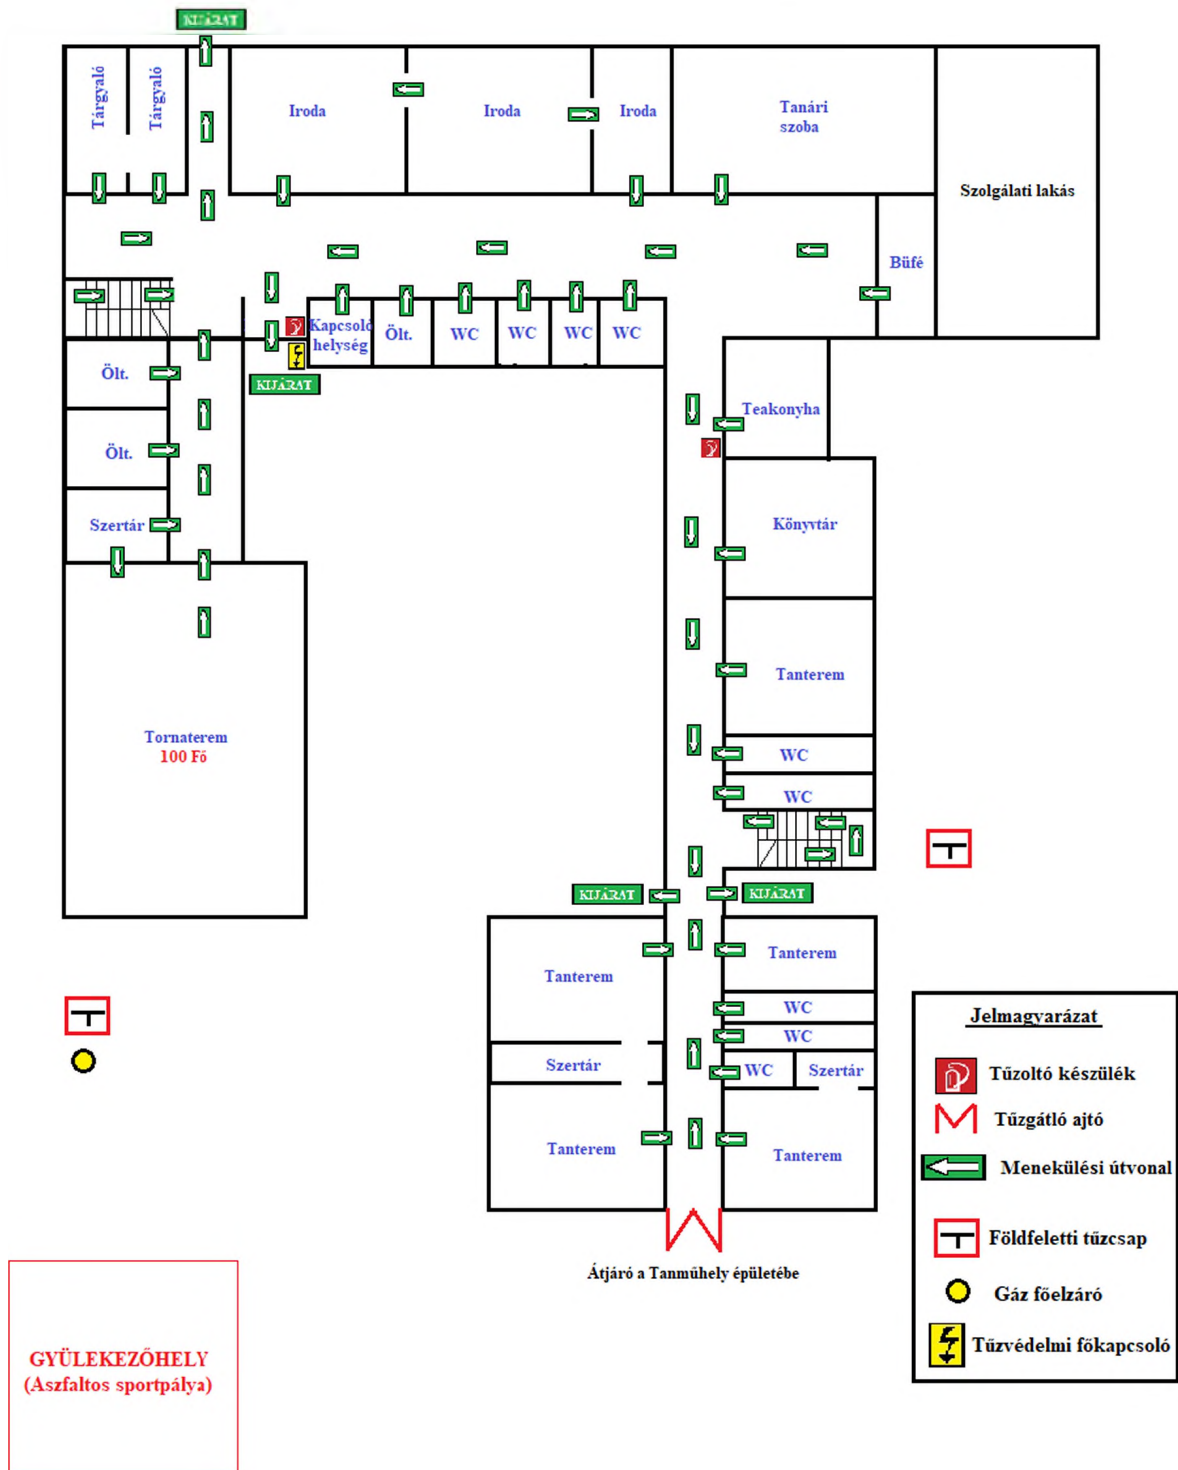 KIJÁRAT
Tárgyaló
Tárgyaló
Iroda
Iroda
Iroda
Tanári
szoba
Szolgálati lakás
Büfé
Kapcsoló
helység
Ölt.
WC
WC
WC
WC
KIJÁRAT
Ölt.
Ölt.
Szertár
Teakonyha
Könyvtár
Tanterem
WC
WC
Tornaterem
100 Fő
KIJÁRAT
KIJÁRAT
Tanterem
Szertár
Tanterem
Tanterem
WC
WC
WC
Szertár
Tanterem
Átjáró a Tanműhely épületébe
Jelmagyarázat
Tűzoltó készülék
Tűzgátló ajtó
Menekülési útvonal
Földfeletti tűzcsap
Gáz főelzáró
Tűzvédelmi főkapcsoló
GYÜLEKEZŐHELY
(Aszfaltos sportpálya)